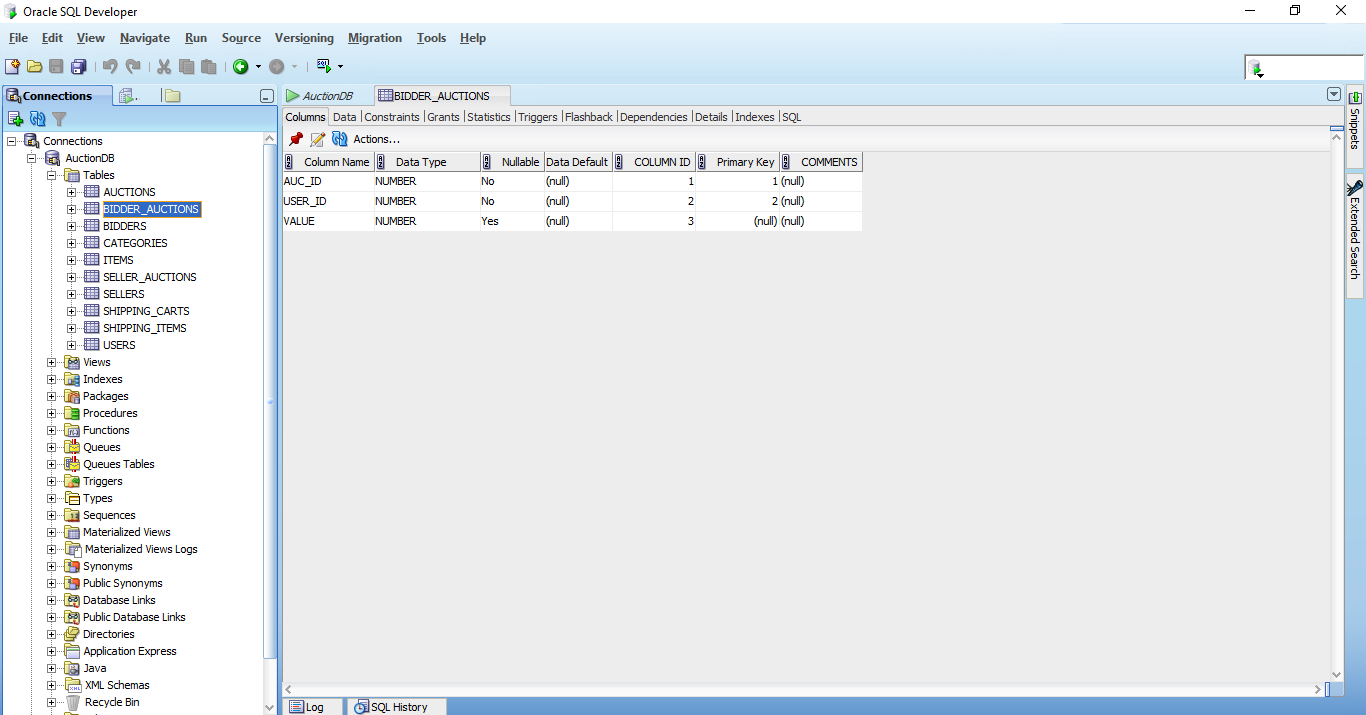 Oracle SQL Developer
File Edit View Navigate Run Source Versioning Migration Tools Help
Connections
AuctionDB
BIDDER_AUCTIONS
Columns Data Constraints Grants Statistics Triggers Flashback Dependencies Details Indexes SQL
Actions...
Column Name Data Type Nullable Data Default COLUMN ID Primary Key COMMENTS
AUC_ID NUMBER No (null) 1 1 (null)
USER_ID NUMBER No (null) 2 2 (null)
VALUE NUMBER Yes (null) 3 (null) (null)
Connections
AuctionDB
Tables
AUCTIONS
BIDDER_AUCTIONS
BIDDERS
CATEGORIES
ITEMS
SELLER_AUCTIONS
SELLERS
SHIPPING_CARTS
SHIPPING_ITEMS
USERS
Views
Indexes
Packages
Procedures
Functions
Queues
Queues Tables
Triggers
Types
Sequences
Materialized Views
Materialized Views Logs
Synonyms
Public Synonyms
Database Links
Public Database Links
Directories
Application Express
Java
XML Schemas
Recycle Bin
Snippets
Extended Search
Log
SQL History